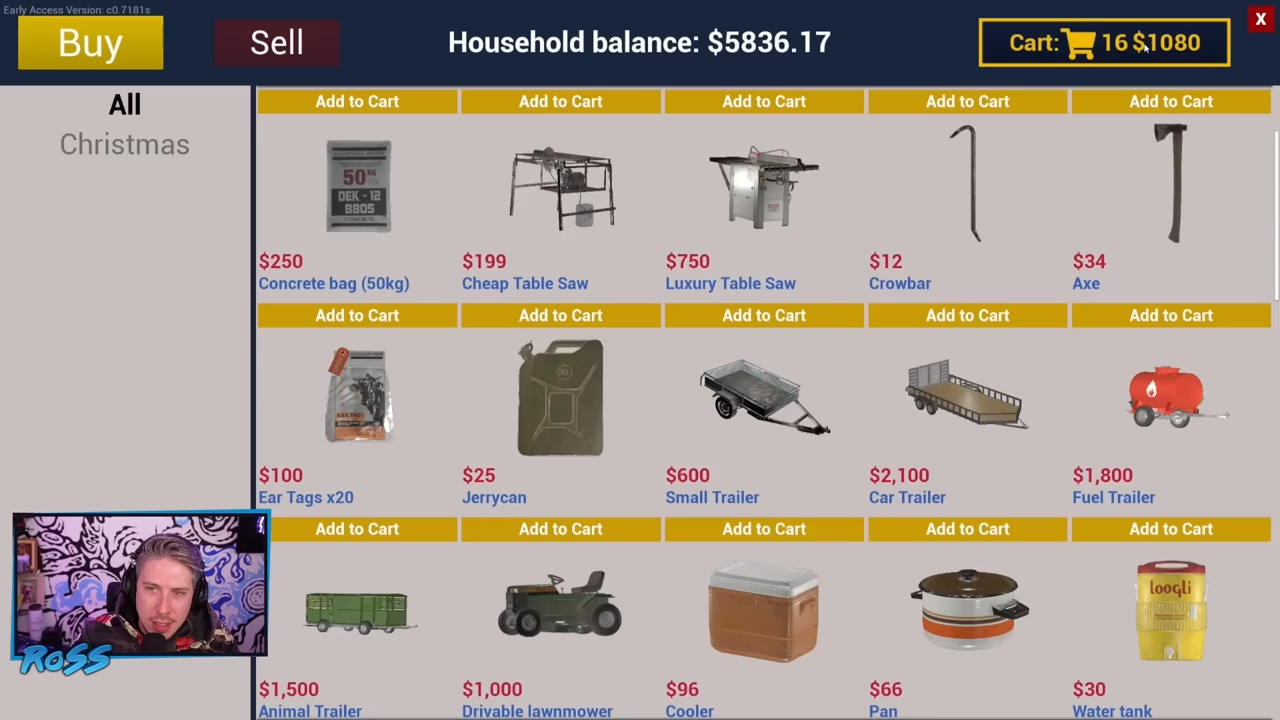 Early Access Version: c0.7181s
Buy
Sell
Household balance: $5836.17
Cart: 16 $1080
X
All
Christmas
Add to Cart Add to Cart Add to Cart Add to Cart Add to Cart
50 KG
DEK - 12
8805
CONCRETE
$250 $199 $750 $12 $34
Concrete bag (50kg) Cheap Table Saw Luxury Table Saw Crowbar Axe
Add to Cart Add to Cart Add to Cart Add to Cart Add to Cart
EAR TAGS
$100 $25 $600 $2,100 $1,800
Ear Tags x20 Jerrycan Small Trailer Car Trailer Fuel Trailer
Add to Cart Add to Cart Add to Cart Add to Cart Add to Cart
loogli
$1,500 $1,000 $96 $66 $30
Animal Trailer Drivable lawnmower Cooler Pan Water tank
RoSS